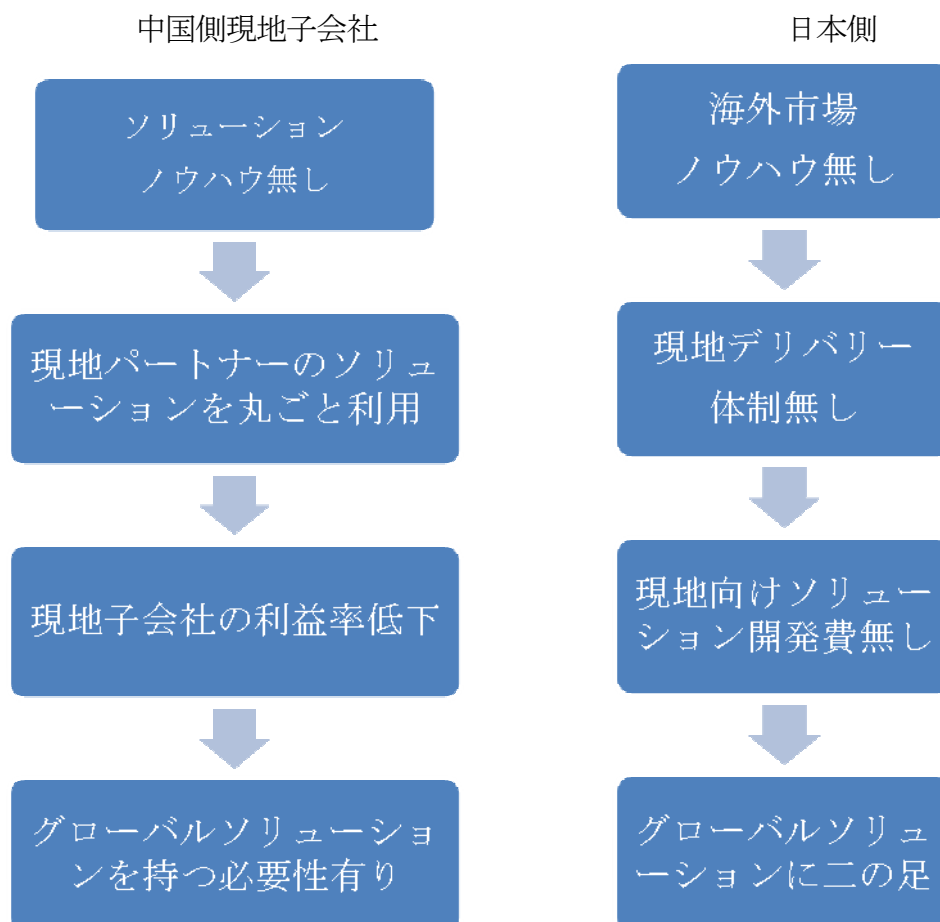 中国側現地子会社
ソリューション
ノウハウ無し
現地パートナーのソリュ
ーションを丸ごと利用
現地子会社の利益率低下
グローバルソリューショ
ンを持つ必要性有り
日本側
海外市場
ノウハウ無し
現地デリバリー
体制無し
現地向けソリュー
ション開発費無し
グローバルソリュ
ーションに二の足